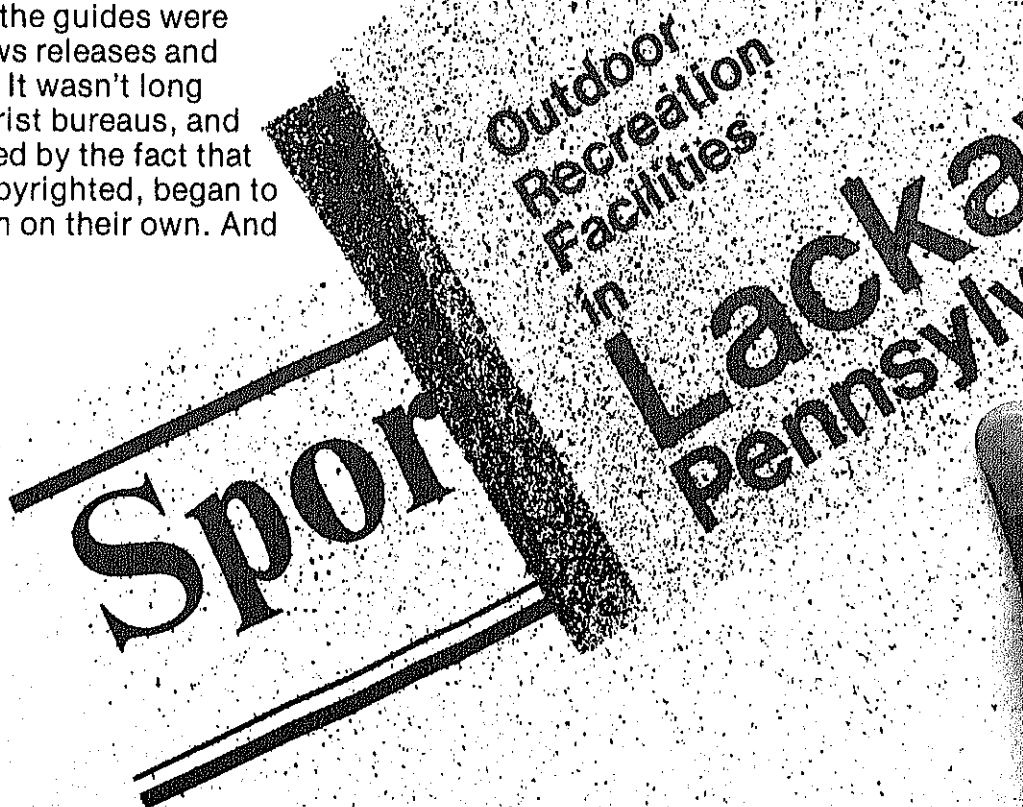 the guides were
ws releases and
It wasn't long
rist bureaus, and
ed by the fact that
pyrighted, began to
n on their own. And
Outdoor
Recreation
Facilities
in
Lacka
Pennsylv
Spor